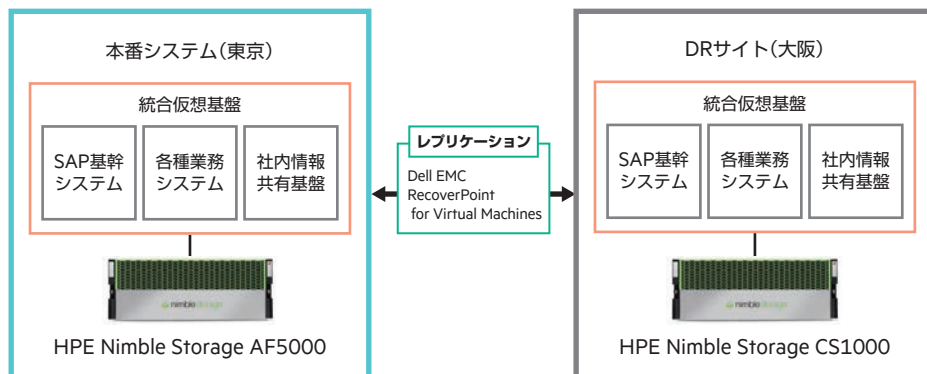 本番システム(東京)
統合仮想基盤
SAP基幹
システム
各種業務
システム
社内情報
共有基盤
nimblestorage
HPE Nimble Storage AF5000
レプリケーション
Dell EMC
RecoverPoint
for Virtual Machines
DRサイト(大阪)
統合仮想基盤
SAP基幹
システム
各種業務
システム
社内情報
共有基盤
nimblestorage
HPE Nimble Storage CS1000